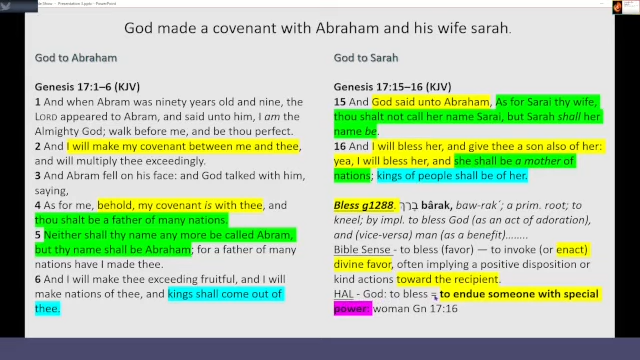 Presentation2.pptx - PowerPoint
God made a covenant with Abraham and his wife sarah.
God to Abraham
Genesis 17:1–6 (KJV)
1 And when Abram was ninety years old and nine, the
LORD appeared to Abram, and said unto him, I am the
Almighty God; walk before me, and be thou perfect.
2 And I will make my covenant between me and thee,
and will multiply thee exceedingly.
3 And Abram fell on his face: and God talked with him,
saying,
4 As for me, behold, my covenant is with thee, and
thou shalt be a father of many nations.
5 Neither shall thy name any more be called Abram,
but thy name shall be Abraham; for a father of many
nations have I made thee.
6 And I will make thee exceeding fruitful, and I will
make nations of thee, and kings shall come out of
thee.
God to Sarah
Genesis 17:15–16 (KJV)
15 And God said unto Abraham, As for Sarai thy wife,
thou shalt not call her name Sarai, but Sarah shall her
name be.
16 And I will bless her, and give thee a son also of her:
yea, I will bless her, and she shall be a mother of
nations; kings of people shall be of her.
Bless g1288. בָּרַךְ bârak, baw-rak´; a prim. root; to
kneel; by impl. to bless God (as an act of adoration),
and (vice-versa) man (as a benefit)........
Bible Sense - to bless (favor) — to invoke (or enact)
divine favor, often implying a positive disposition or
kind actions toward the recipient.
HAL - God: to bless = to endue someone with special
power: woman Gn 17:16